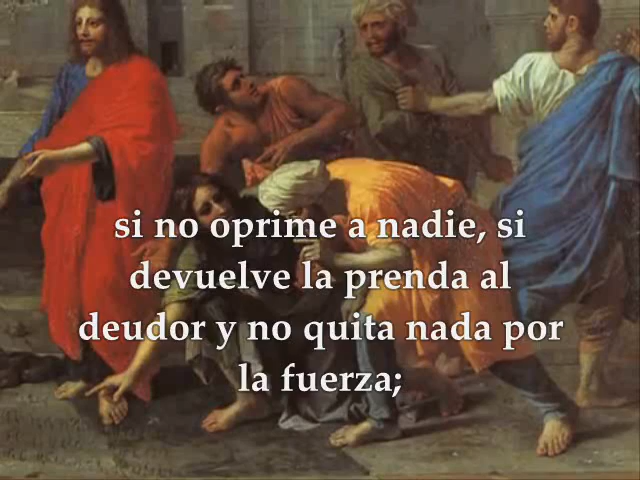 si no oprime a nadie, si
devuelve la prenda al
deudor y no quita nada por
la fuerza;